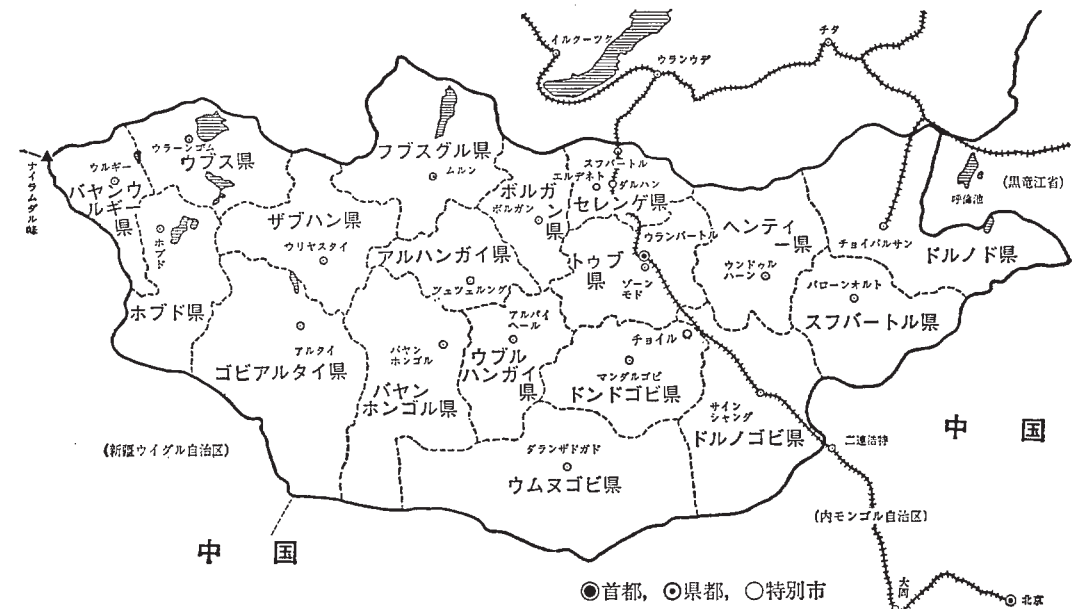 イルクーツク
チタ
ウランウデ
ナイラムダル峰
ウルギー
バヤンウ
ルギー
県
ウラーンゴム
ウブス県
ホブド
ホブド県
フブスグル県
ムルン
ザブハン県
ウリヤスタイ
アルハンガイ県
ツェツェルレグ
ボルガ
ン県
ボルガン
スフバートル
エルデネト
ダルハン
セレンゲ県
ウランバートル
トゥブ
県
ゾーン
モド
ヘンティ
ー県
ウンドゥル
ハーン
チョイバルサン
ドルノド県
呼倫池
(黒竜江省)
バローンオルト
スフバートル県
アルタイ
ゴビアルタイ県
バヤン
ホンゴル
バヤン
ホンゴル県
アルバイ
ヘール
ウブル
ハンガイ
県
チョイル
マンダルゴビ
ドンドゴビ県
サイン
シャンダ
ドルノゴビ県
ダランザドガド
ウムヌゴビ県
二連浩特
(新疆ウイグル自治区)
(内モンゴル自治区)
中国
中国
大同
北京
◉首都，⊙県都，○特別市